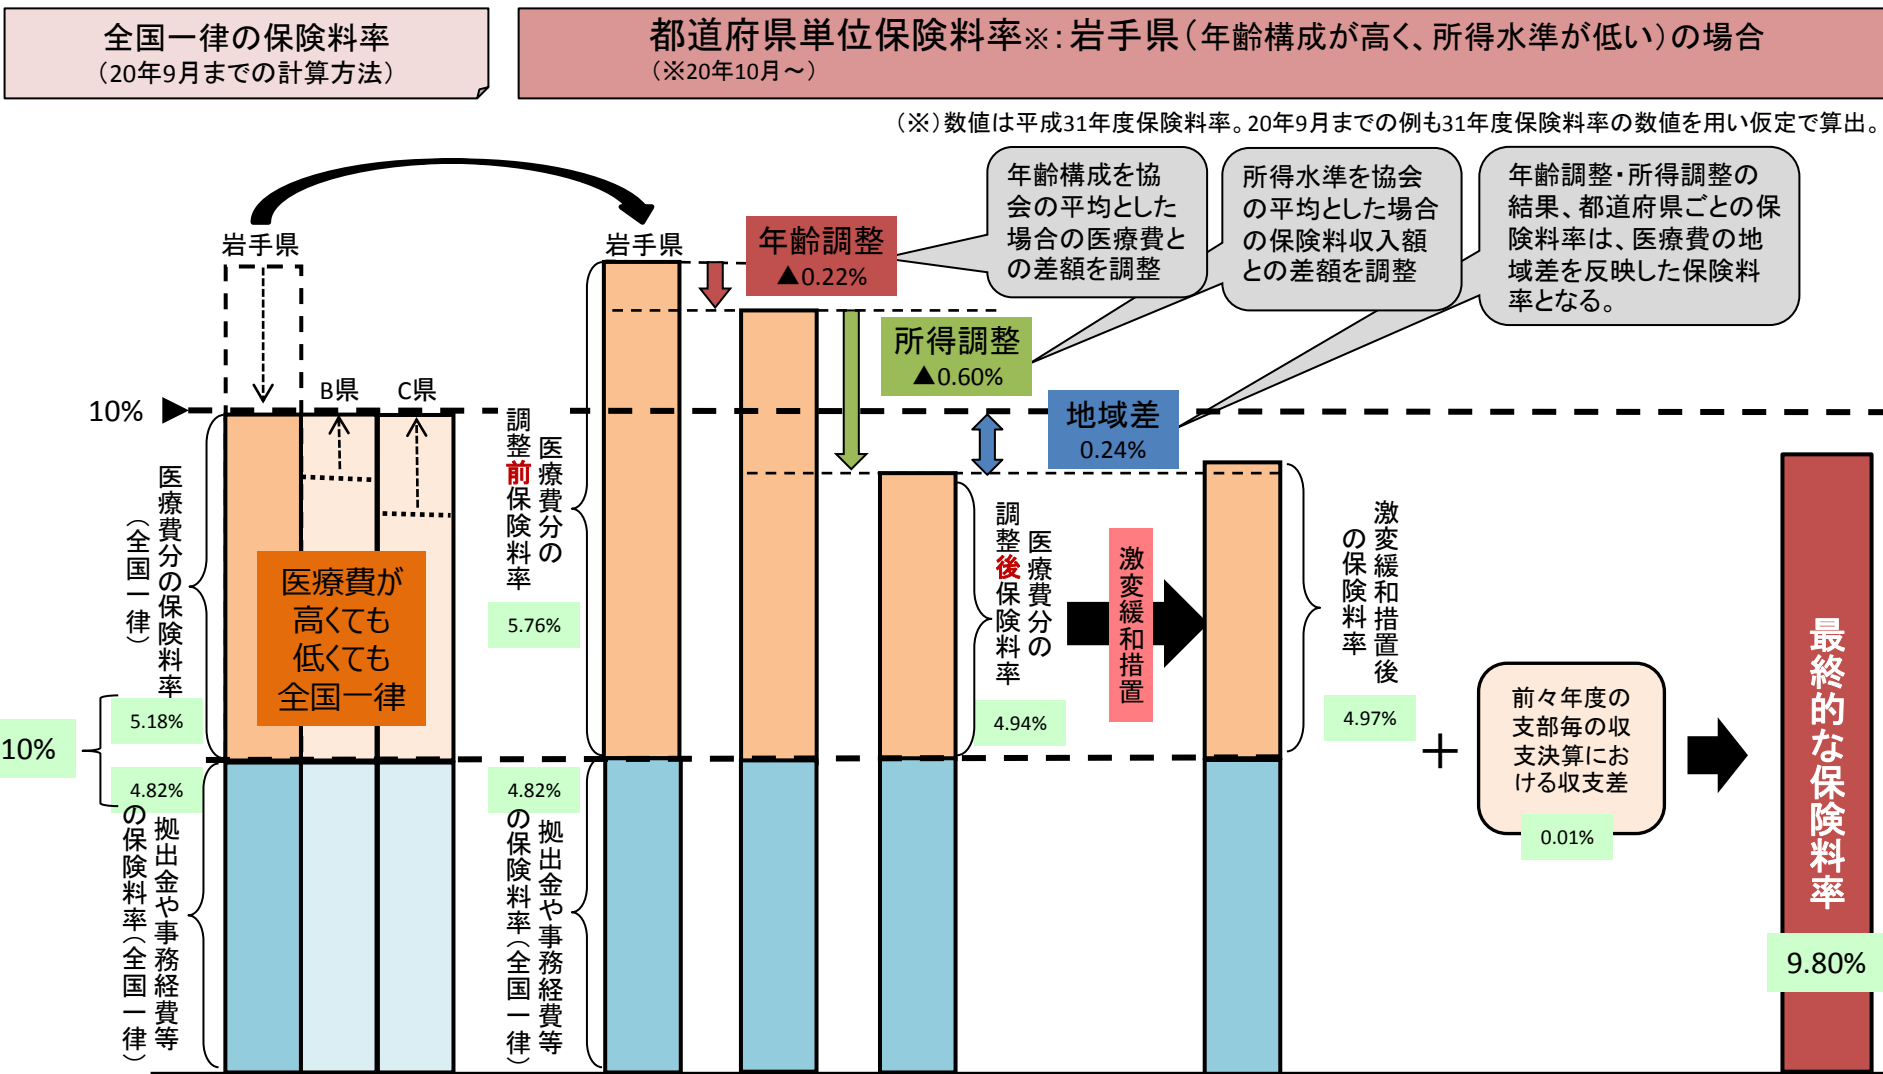 全国一律の保険料率
（20年9月までの計算方法）
都道府県単位保険料率※：岩手県（年齢構成が高く、所得水準が低い）の場合
（※20年10月～）
（※）数値は平成31年度保険料率。20年9月までの例も31年度保険料率の数値を用い仮定で算出。
年齢構成を協
会の平均とした
場合の医療費と
の差額を調整
所得水準を協会
の平均とした場合
の保険料収入額
との差額を調整
年齢調整・所得調整の
結果、都道府県ごとの保
険料率は、医療費の地
域差を反映した保険料
率となる。
岩手県
B県
C県
10%
医療費分の保険料率
（全国一律）
医療費が
高くても
低くても
全国一律
5.18%
10%
4.82%
拠出金や事務経費等
の保険料率（全国一律）
岩手県
年齢調整
▲0.22%
所得調整
▲0.60%
地域差
0.24%
医療費分の
調整前保険料率
5.76%
4.82%
拠出金や事務経費等
の保険料率（全国一律）
医療費分の
調整後保険料率
4.94%
激変緩和措置
激変緩和措置後
の保険料率
4.97%
＋
前々年度の
支部毎の収
支決算にお
ける収支差
0.01%
最終的な保険料率
9.80%